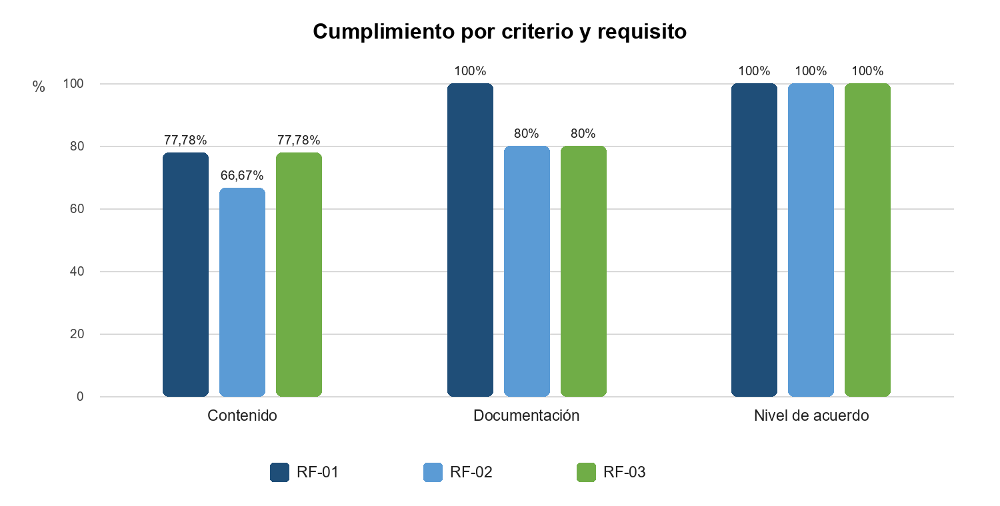 Cumplimiento por criterio y requisito
%
100
80
60
40
20
0
77,78%
66,67%
77,78%
100%
80%
80%
100%
100%
100%
Contenido
Documentación
Nivel de acuerdo
RF-01
RF-02
RF-03